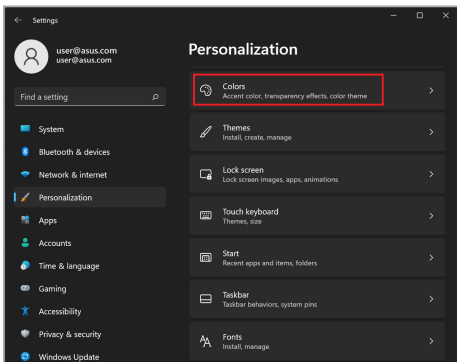 Settings
user@asus.com
user@asus.com
Find a setting
System
Bluetooth & devices
Network & internet
Personalization
Apps
Accounts
Time & language
Gaming
Accessibility
Privacy & security
Windows Update
Personalization
Colors
Accent color, transparency effects, color theme
Themes
Install, create, manage
Lock screen
Lock screen images, apps, animations
Touch keyboard
Themes, size
Start
Recent apps and items, folders
Taskbar
Taskbar behaviors, system pins
Fonts
Install, manage